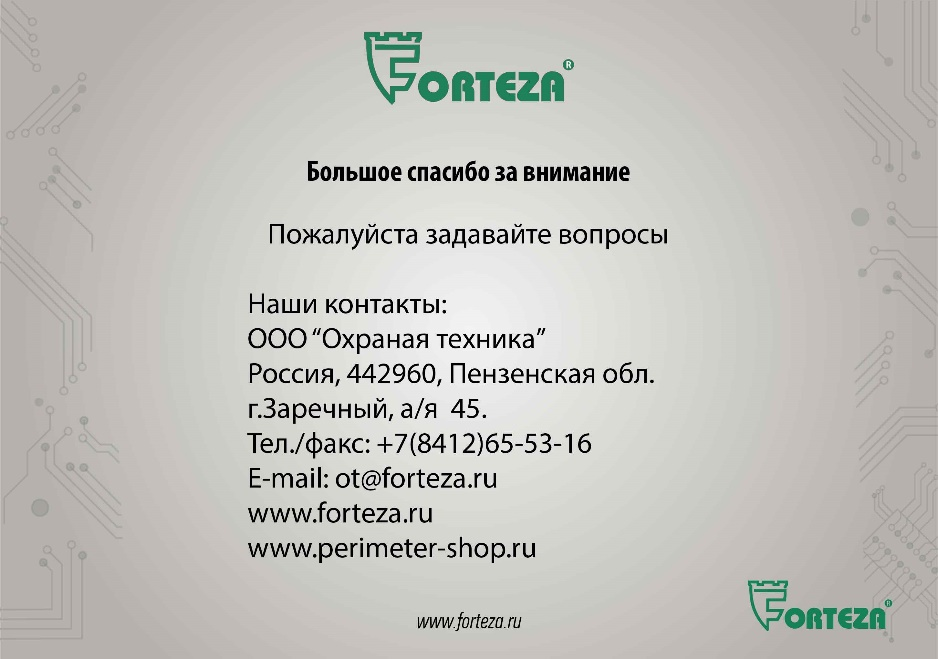 FORTEZA®
Большое спасибо за внимание
Пожалуйста задавайте вопросы
Наши контакты:
ООО “Охраная техника”
Россия, 442960, Пензенская обл.
г.Заречный, а/я 45.
Тел./факс: +7(8412)65-53-16
E-mail: ot@forteza.ru
www.forteza.ru
www.perimeter-shop.ru
www.forteza.ru
FORTEZA®